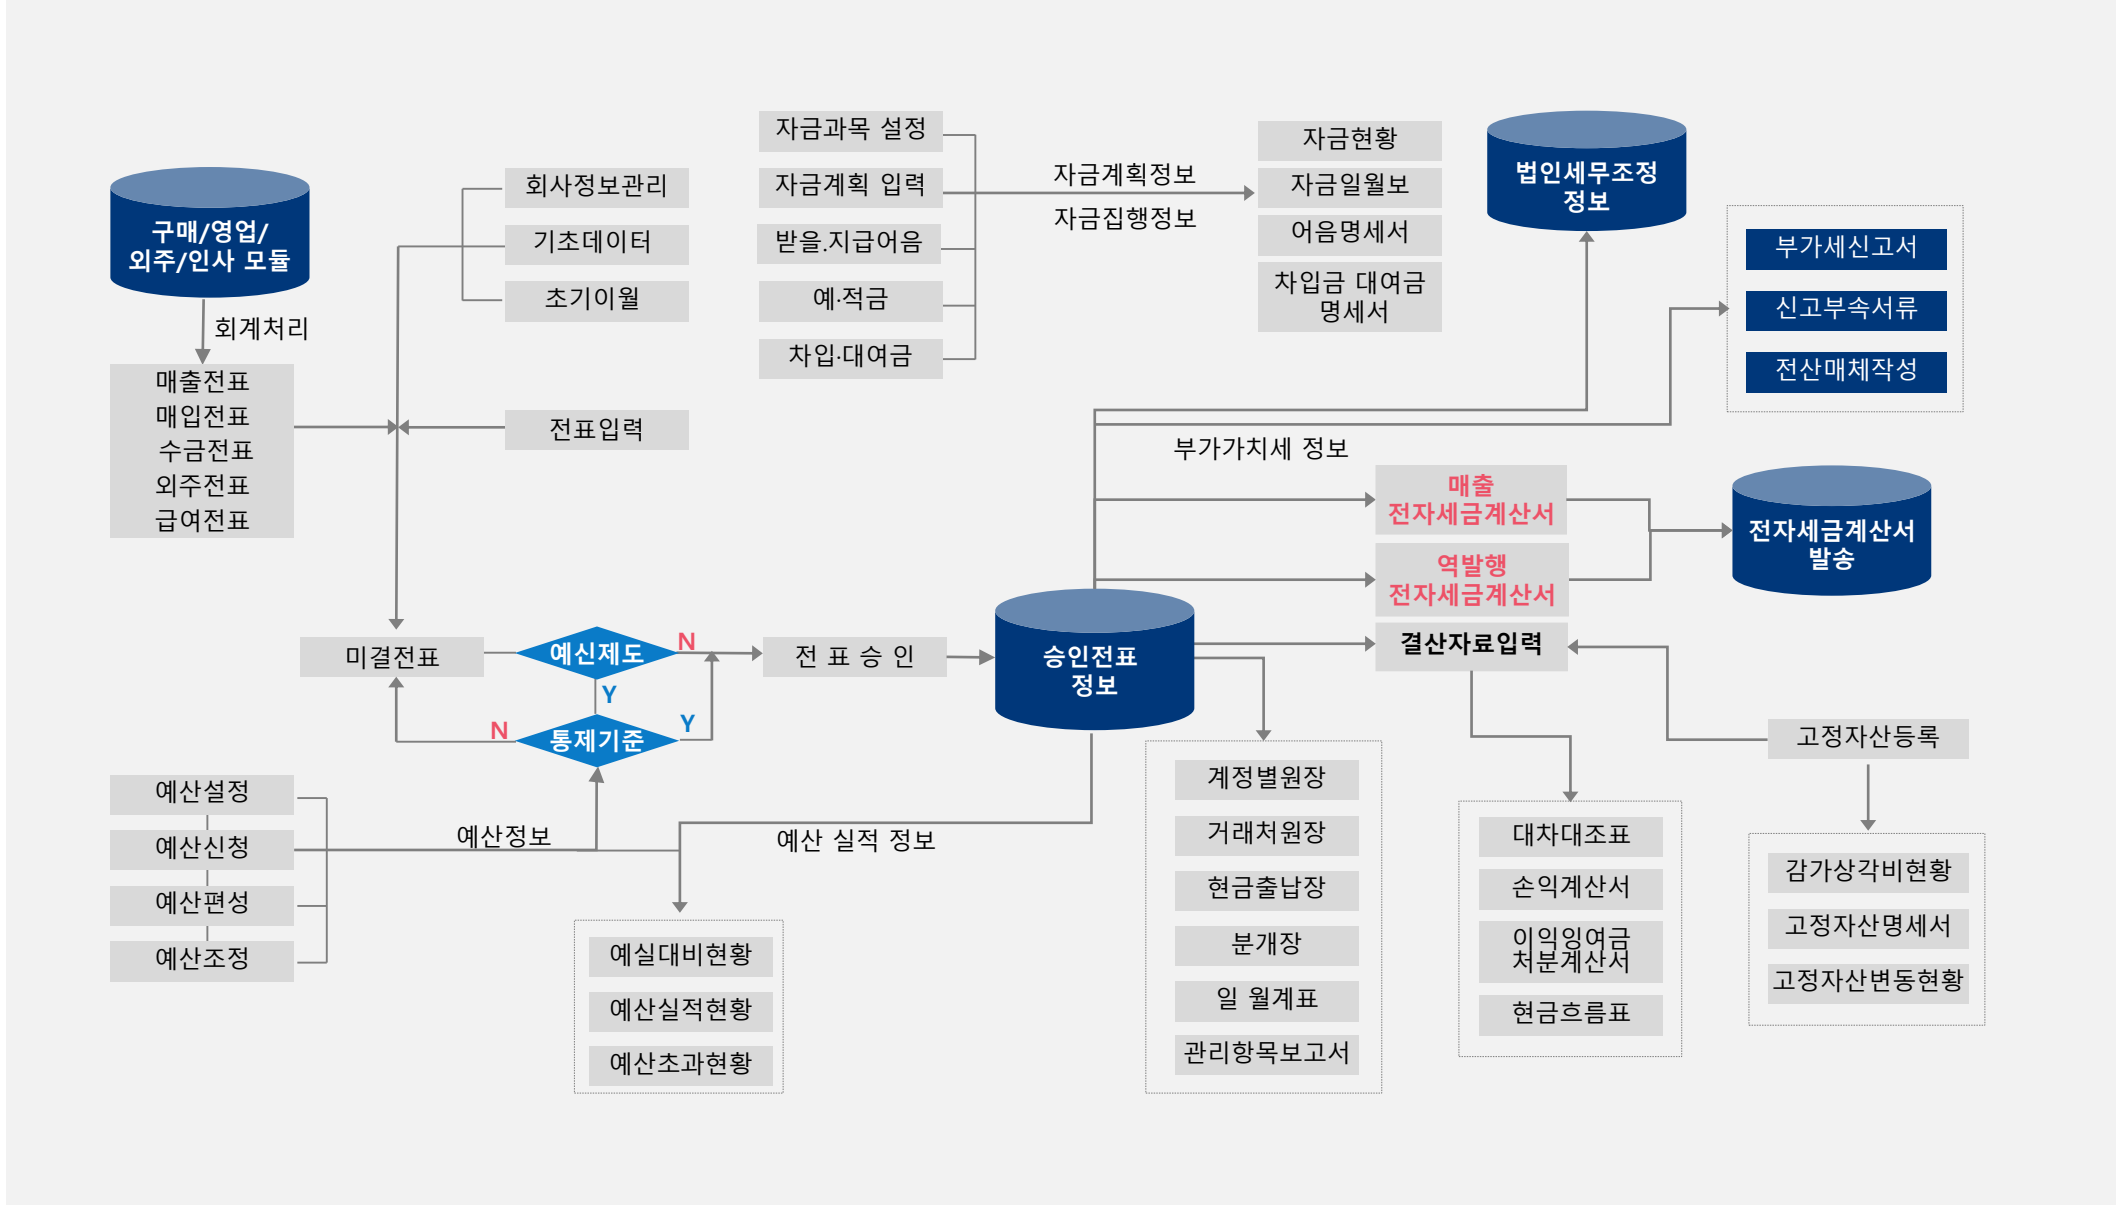 구매/영업/
외주/인사 모듈
회계처리
매출전표
매입전표
수금전표
외주전표
급여전표
회사정보관리
기초데이터
초기이월
전표입력
자금과목 설정
자금계획 입력
받을.지급어음
예·적금
차입·대여금
자금계획정보
자금집행정보
자금현황
자금일월보
어음명세서
차입금 대여금
명세서
법인세무조정
정보
부가세신고서
신고부속서류
전산매체작성
부가가치세 정보
매출
전자세금계산서
역발행
전자세금계산서
전자세금계산서
발송
미결전표
예신제도
N
Y
통제기준
N
Y
전 표 승 인
승인전표
정보
결산자료입력
고정자산등록
예산설정
예산신청
예산편성
예산조정
예산정보
예산 실적 정보
예실대비현황
예산실적현황
예산초과현황
계정별원장
거래처원장
현금출납장
분개장
일 월계표
관리항목보고서
대차대조표
손익계산서
이익잉여금
처분계산서
현금흐름표
감가상각비현황
고정자산명세서
고정자산변동현황